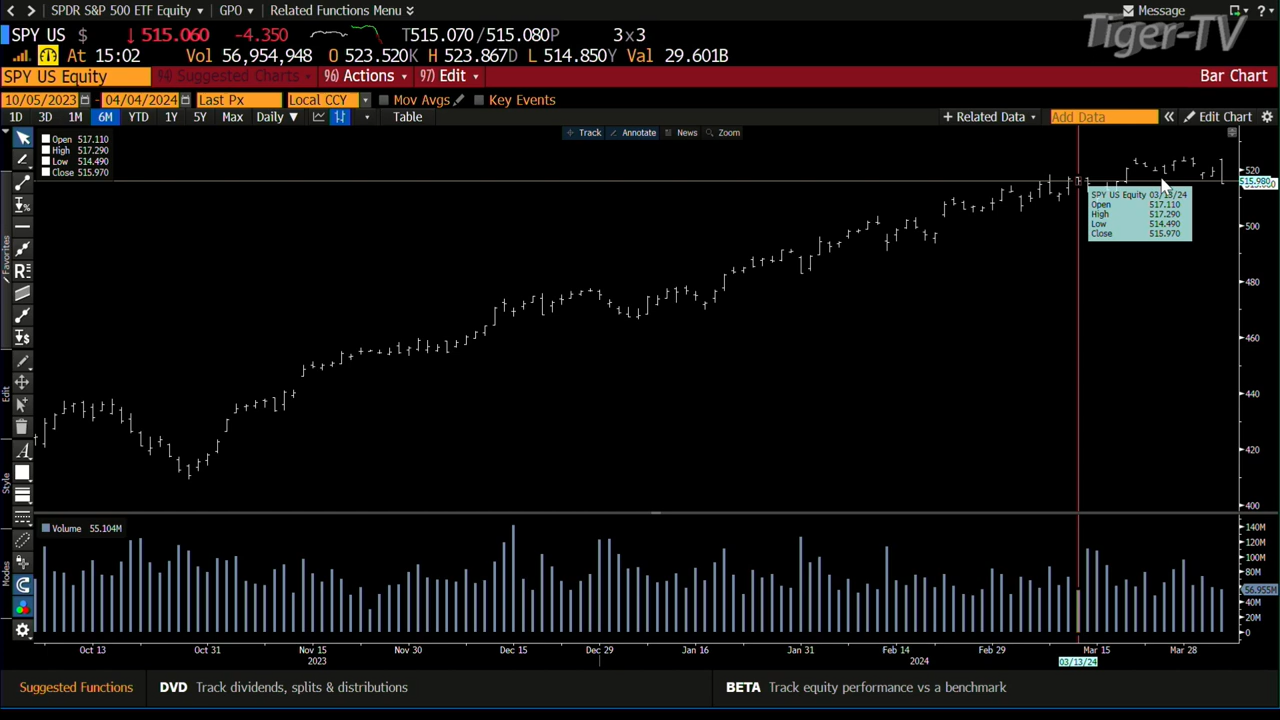 SPDR S&P 500 ETF Equity GPO Related Functions Menu Message ?
Tiger-TV
SPY US $ ↓515.060 -4.350 T515.070/515.080P 3x3
At 15:02 Vol 56,954,948 O 523.520K H 523.867D L 514.850Y Val 29.601B
SPY US Equity 94) Suggested Charts 96) Actions 97) Edit Bar Chart
10/05/2023 - 04/04/2024 Last Px Local CCY Mov Avgs Key Events
1D 3D 1M 6M YTD 1Y 5Y Max Daily ▼ Table + Related Data Add Data « Edit Chart
Track Annotate News Zoom
Open 517.110
High 517.290
Low 514.490
Close 515.970
520
515.980
SPY US Equity 03/13/24
Open 517.110
High 517.290
Low 514.490
Close 515.970
500
480
460
440
420
400
Favorites
Edit
Style
Modes
Volume 55.104M
140M
120M
100M
80M
56.955M
40M
20M
0
Oct 13 Oct 31 Nov 15 Nov 30 Dec 15 Dec 29 Jan 16 Jan 31 Feb 14 Feb 29 Mar 15 Mar 28
2023 2024 03/13/24
Suggested Functions DVD Track dividends, splits & distributions BETA Track equity performance vs a benchmark